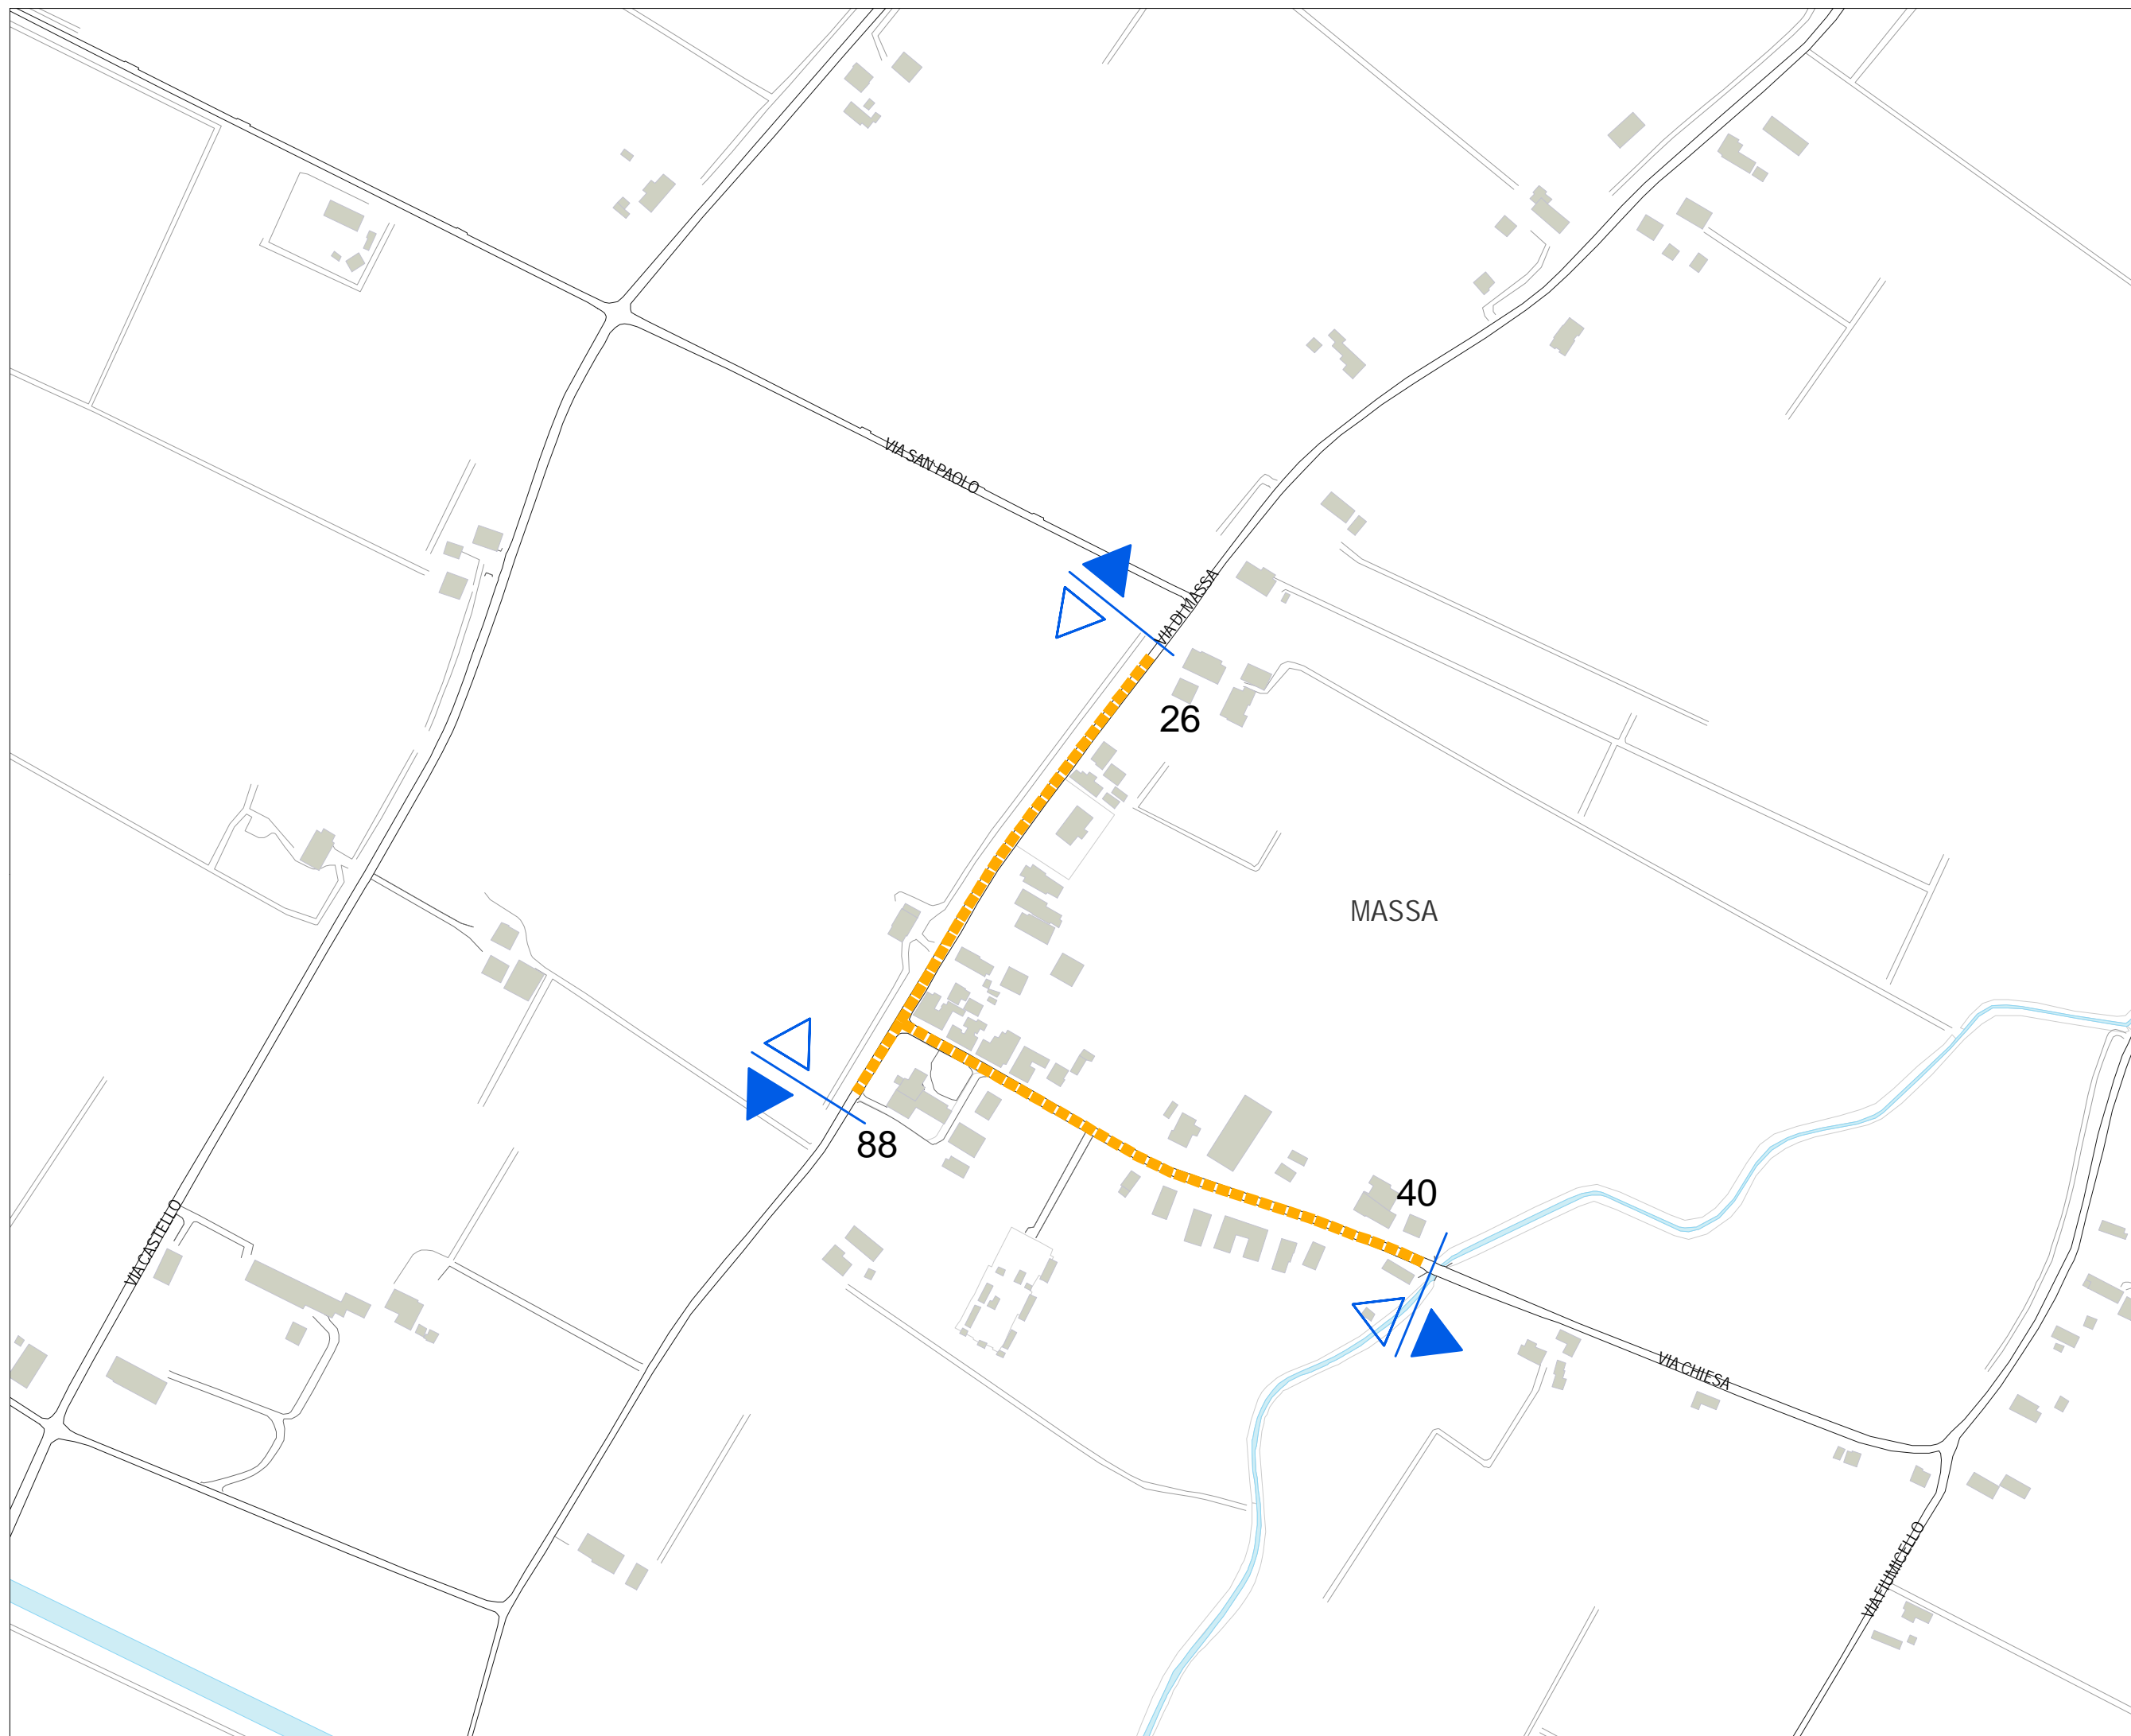 VIA SAN PAOLO
VIA DI MASSA
26
MASSA
88
40
VIA CASTELLO
VIA CHIESA
VIA FIUMICELLO